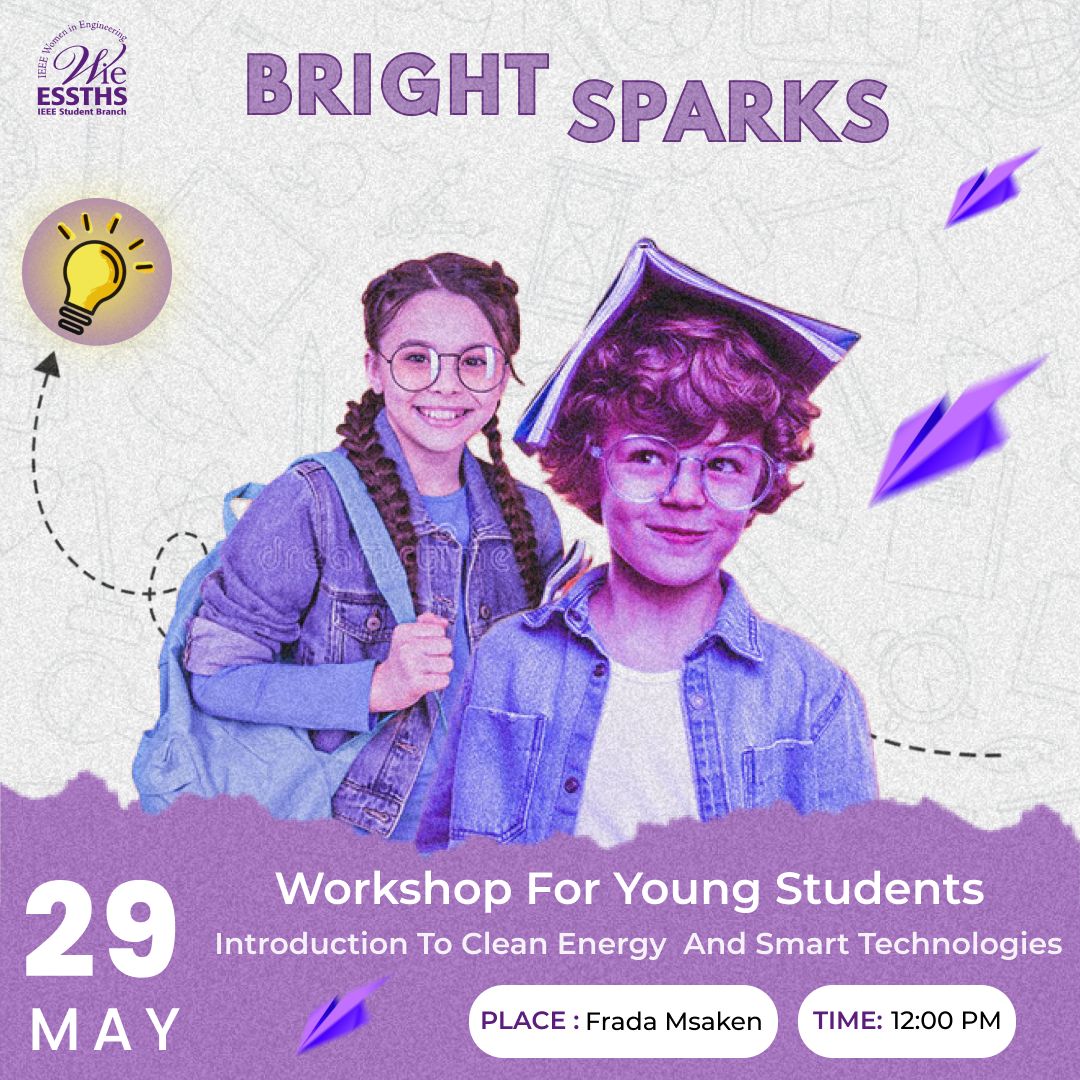 IEEE Women in Engineering
Wie
ESSTHS
IEEE Student Branch
BRIGHT SPARKS
dreamstime
Workshop For Young Students
Introduction To Clean Energy And Smart Technologies
29
MAY
PLACE : Frada Msaken
TIME: 12:00 PM